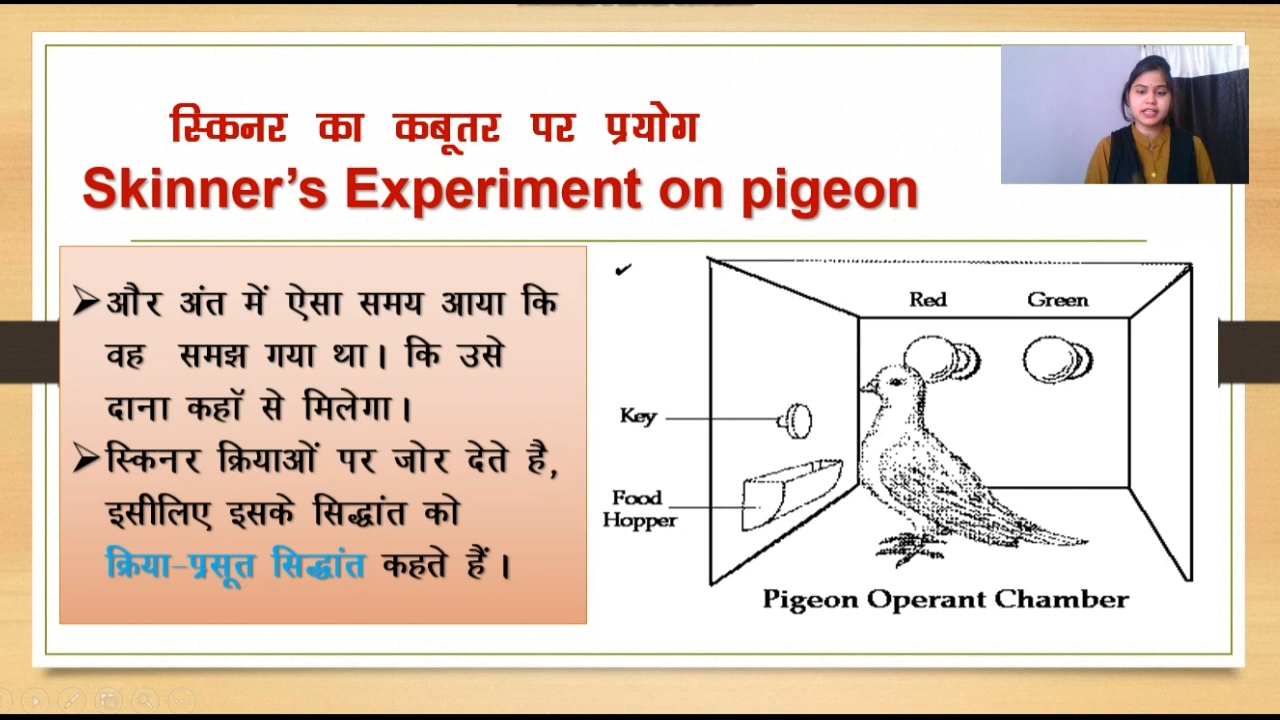 स्किनर का कबूतर पर प्रयोग
Skinner's Experiment on pigeon
और अंत में ऐसा समय आया कि
वह समझ गया था। कि उसे
दाना कहॉ से मिलेगा।
स्किनर क्रियाओं पर जोर देते है,
इसीलिए इसके सिद्धांत को
क्रिया-प्रसूत सिद्धांत कहते हैं।
Red
Green
Key
Food
Hopper
Pigeon Operant Chamber